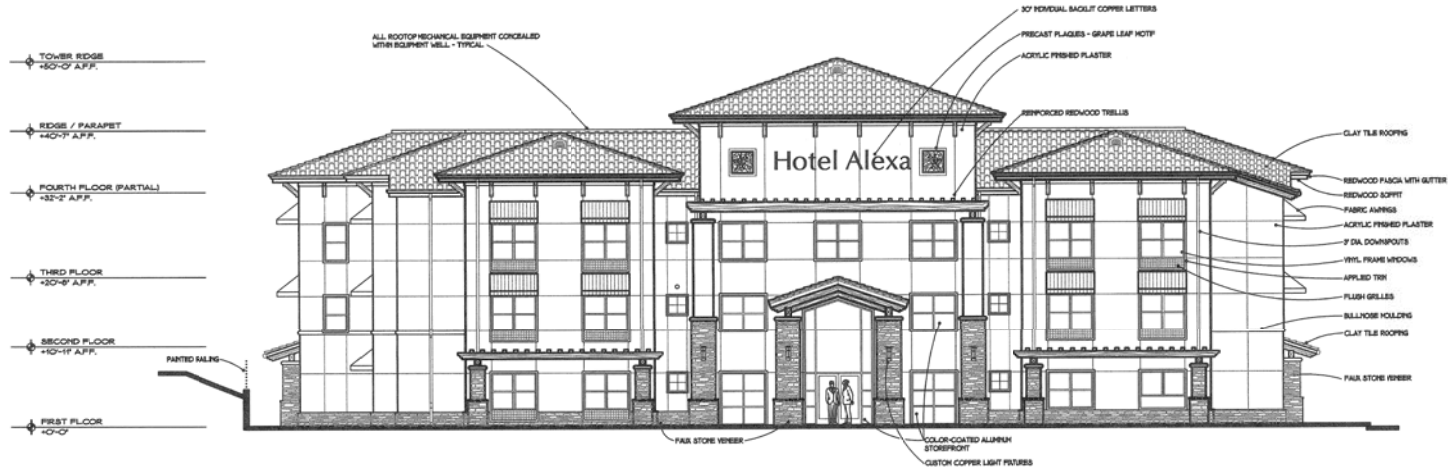 30" INDIVIDUAL BACKLIT COPPER LETTERS
PRECAST PLAQUES - GRAPE LEAF MOTIF
ACRYLIC FINISHED PLASTER
ALL ROOTOP MECHANICAL EQUIPMENT CONCEALED
WITHIN EQUIPMENT WELL - TYPICAL
TOWER RIDGE
+50'-0" A.F.F.
REINFORCED REDWOOD TRELLIS
RIDGE / PARAPET
+40'-7" A.F.F.
CLAY TILE ROOFING
Hotel Alexa
REDWOOD FASCIA WITH GUTTER
FOURTH FLOOR (PARTIAL)
+32'-2" A.F.F.
REDWOOD SOFFIT
FABRIC AWNINGS
ACRYLIC FINISHED PLASTER
3" DIA. DOWNSPOUTS
VINYL FRAME WINDOWS
THIRD FLOOR
+20'-6" A.F.F.
APPLIED TRIM
FLUSH GRILLES
BULLNOSE MOULDING
CLAY TILE ROOFING
SECOND FLOOR
+10'-11" A.F.F.
PAINTED RAILING
FAUX STONE VENEER
FIRST FLOOR
+0'-0"
FAUX STONE VENEER
COLOR-COATED ALUMINUM
STOREFRONT
CUSTOM COPPER LIGHT FIXTURES